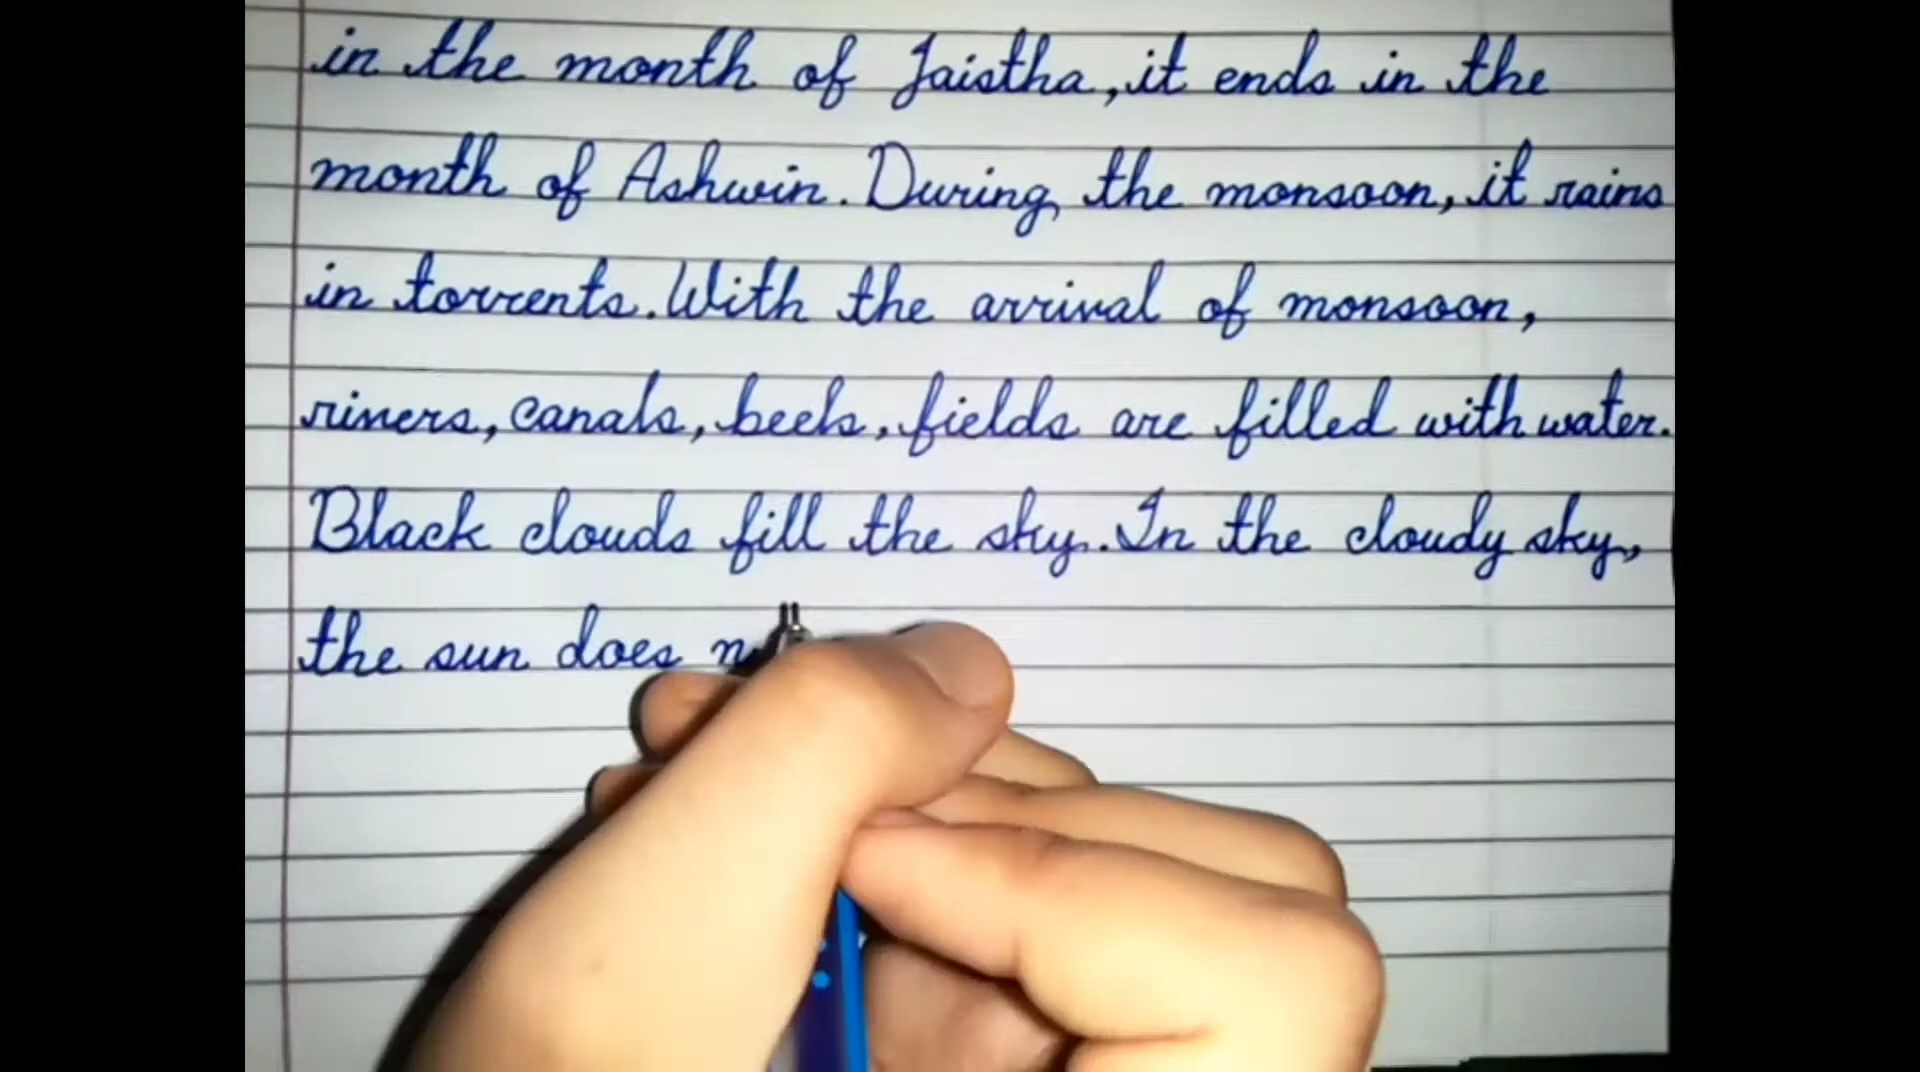 in the month of Jaistha, it ends in the
month of Ashwin. During the monsoon, it rains
in torrents. With the arrival of monsoon,
rivers, canals, beels, fields are filled with water.
Black clouds fill the sky. In the cloudy sky,
the sun does